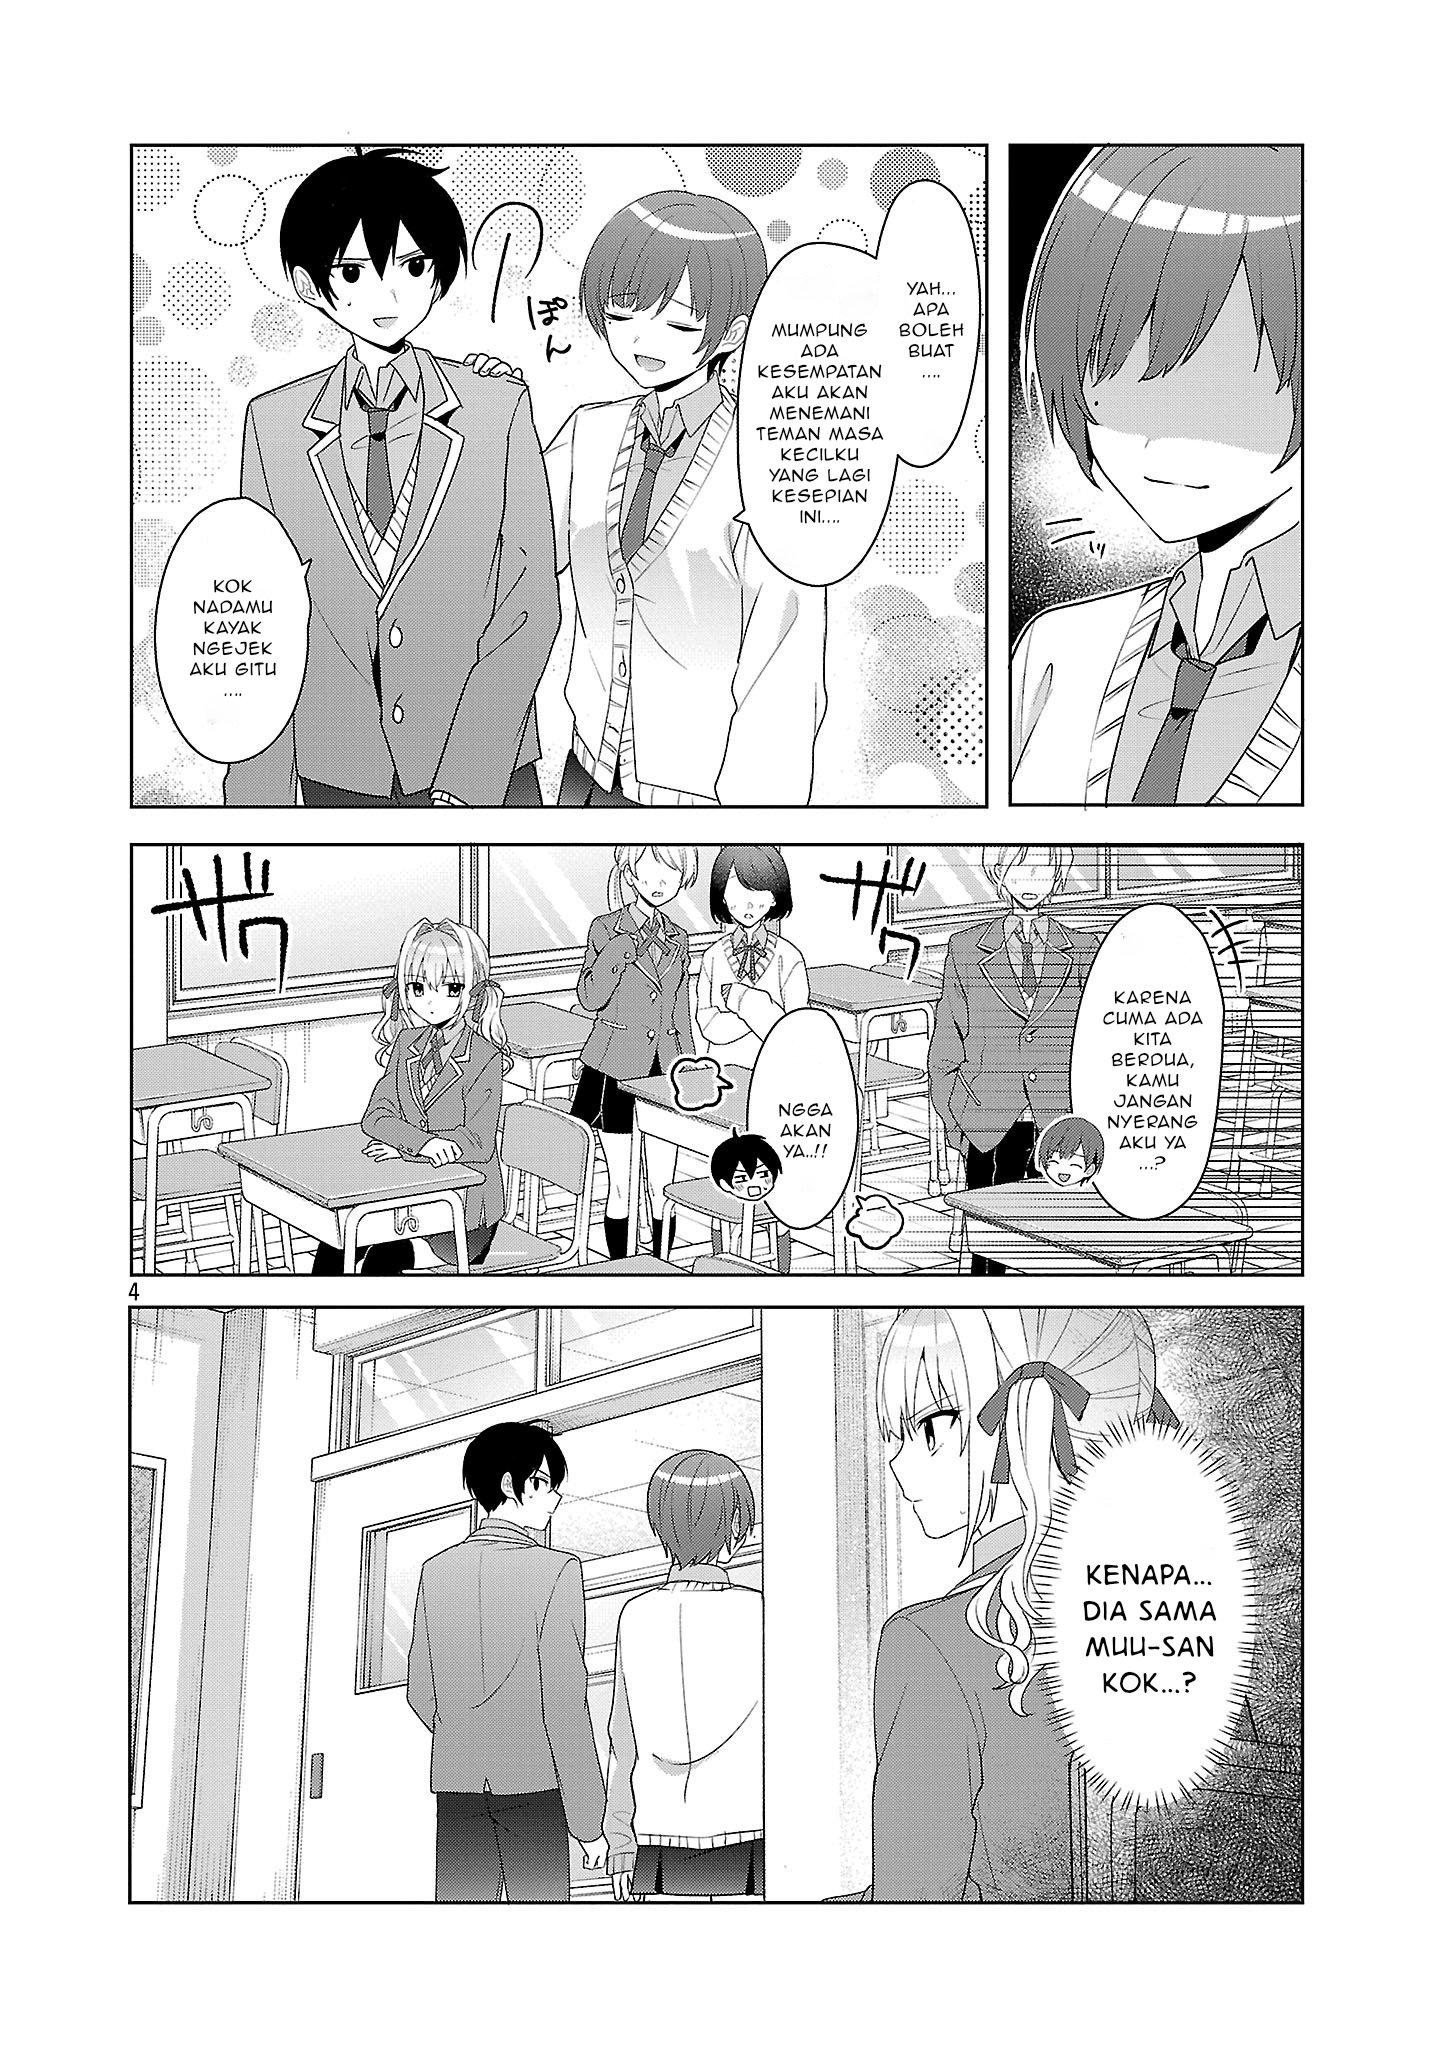 YAH...
APA
BOLEH
BUAT
....
MUMPUNG
ADA
KESEMPATAN
AKU AKAN
MENEMANI
TEMAN MASA
KECILKU
YANG LAGI
KESEPIAN
INI....
ぽん
KOK
NADAMU
KAYAK
NGEJEK
AKU GITU
....
KARENA
CUMA ADA
KITA
BERDUA,
KAMU
JANGAN
NYERANG
AKU YA
...?
ザワ
NGGA
AKAN
YA..!!
ザワ
4
KENAPA...
DIA SAMA
MUU-SAN
KOK...?